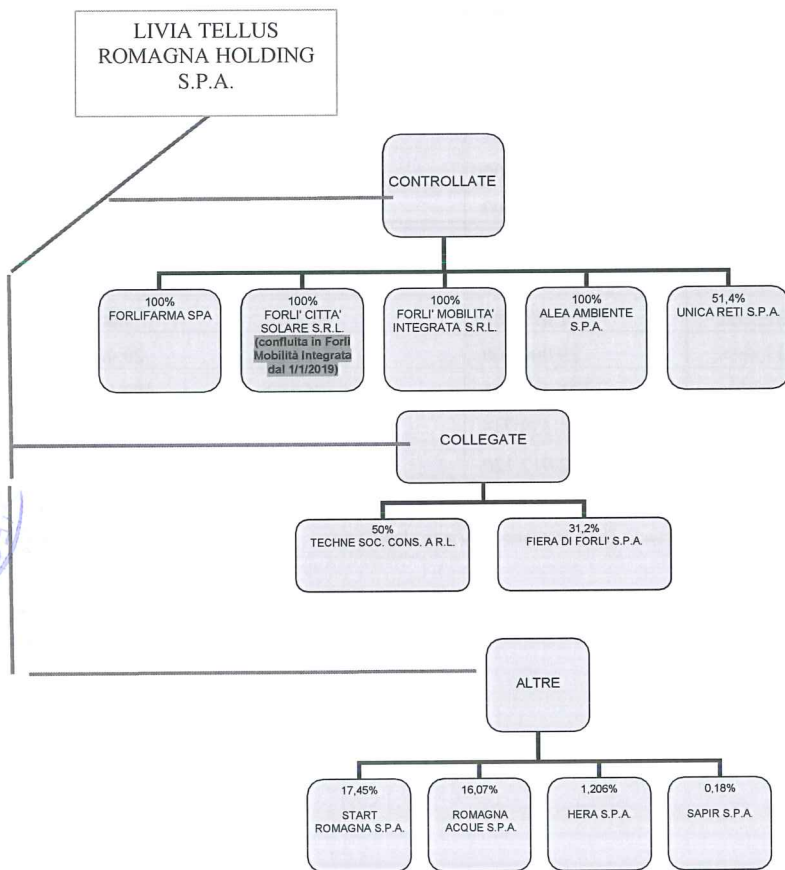 LIVIA TELLUS
ROMAGNA HOLDING
S.P.A.
CONTROLLATE
100%
FORLIFARMA SPA
100%
FORLI' CITTA'
SOLARE S.R.L.
(confluita in Forlì
Mobilità Integrata
dal 1/1/2019)
100%
FORLI' MOBILITA'
INTEGRATA S.R.L.
100%
ALEA AMBIENTE
S.P.A.
51,4%
UNICA RETI S.P.A.
COLLEGATE
50%
TECHNE SOC. CONS. A R.L.
31,2%
FIERA DI FORLI' S.P.A.
ALTRE
17,45%
START
ROMAGNA S.P.A.
16,07%
ROMAGNA
ACQUE S.P.A.
1,206%
HERA S.P.A.
0,18%
SAPIR S.P.A.